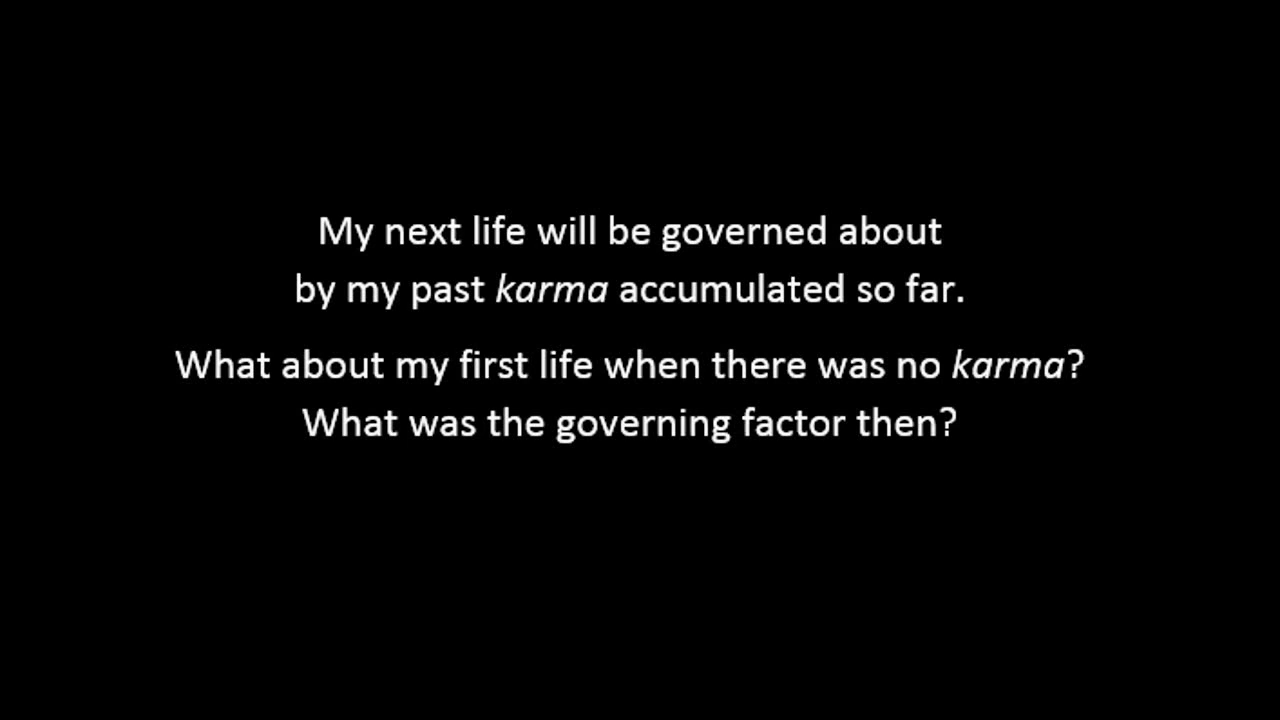 My next life will be governed about
by my past karma accumulated so far.
What about my first life when there was no karma?
What was the governing factor then?